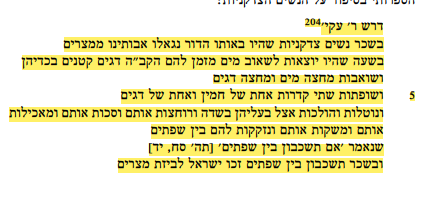 הספרותי בסיפור על הנשים הצדקניות?
דרש ר׳ עקי׳204
בשכר נשים צדקניות שהיו באותו הדור נגאלו אבותינו ממצרים
בשעה שהיו יוצאות לשאוב מים מזמן להם הקב״ה דגים קטנים בכדיהן
ושואבות מחצה מים ומחצה דגים
ושופתות שתי קדרות אחת של חמין ואחת של דגים 5
ונוטלות והולכות אצל בעליהן בשדה ורוחצות אותם וסכות אותם ומאכילות
אותם ומשקות אותם ונזקקות להם בין שפתים
שנאמר ׳אם תשכבון בין שפתים׳ [תה׳ סח, יד]
ובשכר תשכבון בין שפתים זכו ישראל לביזת מצרים